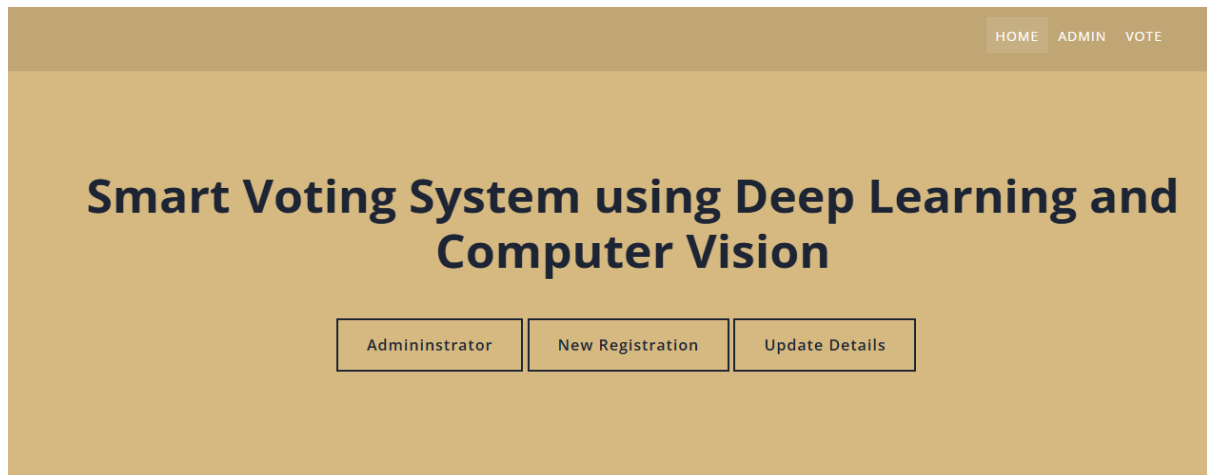 HOME ADMIN VOTE
Smart Voting System using Deep Learning and
Computer Vision
Admininstrator New Registration Update Details